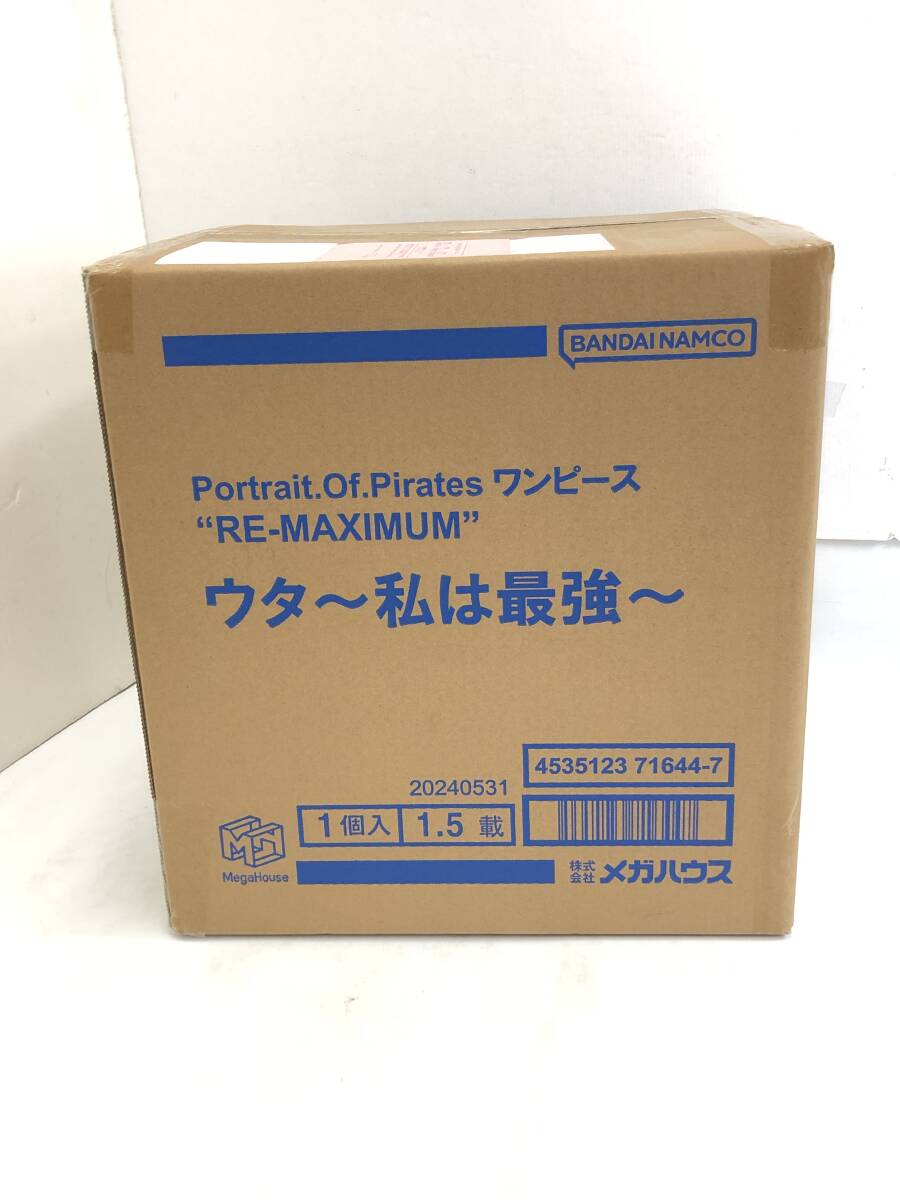 BANDAI NAMCO
Portrait.Of.Pirates ワンピース
“RE-MAXIMUM”
ウタ～私は最強～
4535123 71644-7
20240531
1個入 1.5 載
MegaHouse
株式会社 メガハウス